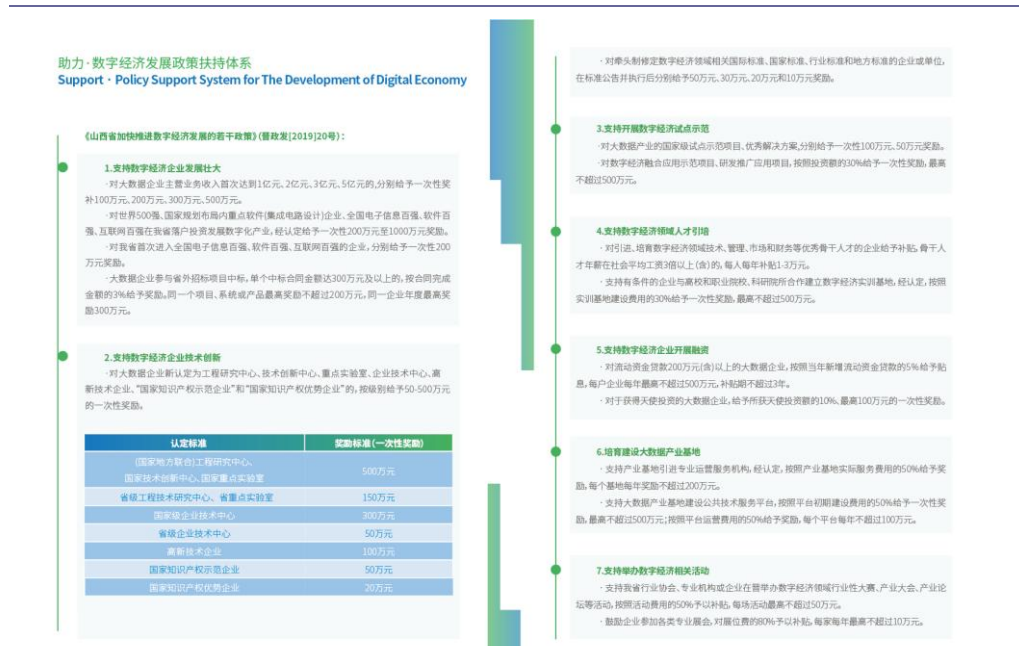 助力·数字经济发展政策扶持体系
Support · Policy Support System for The Development of Digital Economy
《山西省加快推进数字经济发展的若干政策》(晋政发[2019]20号)：
1.支持数字经济企业发展壮大
·对大数据企业主营业务收入首次达到1亿元、2亿元、3亿元、5亿元的,分别给予一次性奖
补100万元、200万元、300万元、500万元。
·对世界500强、国家规划布局内重点软件(集成电路设计)企业、全国电子信息百强、软件百
强、互联网百强在我省落户投资发展数字化产业,经认定给予一次性200万元至1000万元奖励。
·对我省首次进入全国电子信息百强、软件百强、互联网百强的企业,分别给予一次性200
万元奖励。
·大数据企业参与省外招标项目中标,单个中标合同金额达300万元及以上的,按合同完成
金额的3%给予奖励。同一个项目、系统或产品最高奖励不超过200万元,同一企业年度最高奖
励300万元。
2.支持数字经济企业技术创新
·对大数据企业新认定为工程研究中心、技术创新中心、重点实验室、企业技术中心、高
新技术企业、“国家知识产权示范企业”和“国家知识产权优势企业”的,按级别给予50-500万元
的一次性奖励。
认定标准 奖励标准(一次性奖励)
(国家地方联合)工程研究中心、
国家技术创新中心、国家重点实验室 500万元
省级工程技术研究中心、省重点实验室 150万元
国家级企业技术中心 300万元
省级企业技术中心 50万元
高新技术企业 100万元
国家知识产权示范企业 50万元
国家知识产权优势企业 20万元
·对牵头制修定数字经济领域相关国际标准、国家标准、行业标准和地方标准的企业或单位,
在标准公告并执行后分别给予50万元、30万元、20万元和10万元奖励。
3.支持开展数字经济试点示范
·对大数据产业的国家级试点示范项目、优秀解决方案,分别给予一次性100万元、50万元奖励。
·对数字经济融合应用示范项目、研发推广应用项目,按照投资额的30%给予一次性奖励,最高
不超过500万元。
4.支持数字经济领域人才引培
·对引进、培育数字经济领域技术、管理、市场和财务等优秀骨干人才的企业给予补贴,骨干人
才年薪在社会平均工资3倍以上(含)的,每人每年补贴1-3万元。
·支持有条件的企业与高校和职业院校、科研院所合作建立数字经济实训基地,经认定,按照
实训基地建设费用的30%给予一次性奖励,最高不超过500万元。
5.支持数字经济企业开展融资
·对流动资金贷款200万元(含)以上的大数据企业,按照当年新增流动资金贷款的5%给予贴
息,每户企业每年最高不超过500万元,补贴期不超过3年。
·对于获得天使投资的大数据企业,给予所获天使投资额的10%、最高100万元的一次性奖励。
6.培育建设大数据产业基地
·支持产业基地引进专业运营服务机构,经认定,按照产业基地实际服务费用的50%给予奖
励,每个基地每年奖励不超过200万元。
·支持大数据产业基地建设公共技术服务平台,按照平台初期建设费用的50%给予一次性奖
励,最高不超过500万元;按照平台运营费用的50%给予奖励,每个平台每年不超过100万元。
7.支持举办数字经济相关活动
·支持我省行业协会、专业机构或企业在晋举办数字经济领域行业性大赛、产业大会、产业论
坛等活动,按照活动费用的50%予以补贴,每场活动最高不超过50万元。
·鼓励企业参加各类专业展会,对展位费的80%予以补贴,每家每年最高不超过10万元。